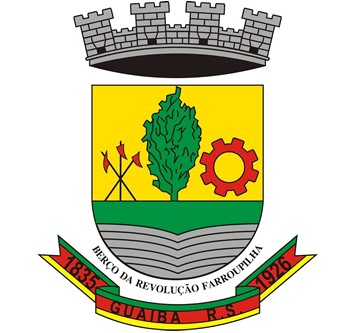 BERÇO DA REVOLUÇÃO FARROUPILHA
1835 GUAIBA R.S. 1926